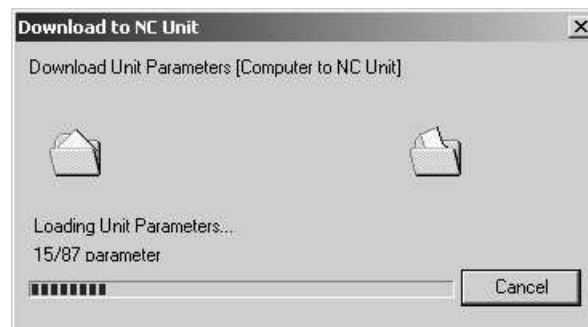 Download to NC Unit
Download Unit Parameters [Computer to NC Unit]
Loading Unit Parameters...
15/87 parameter
Cancel